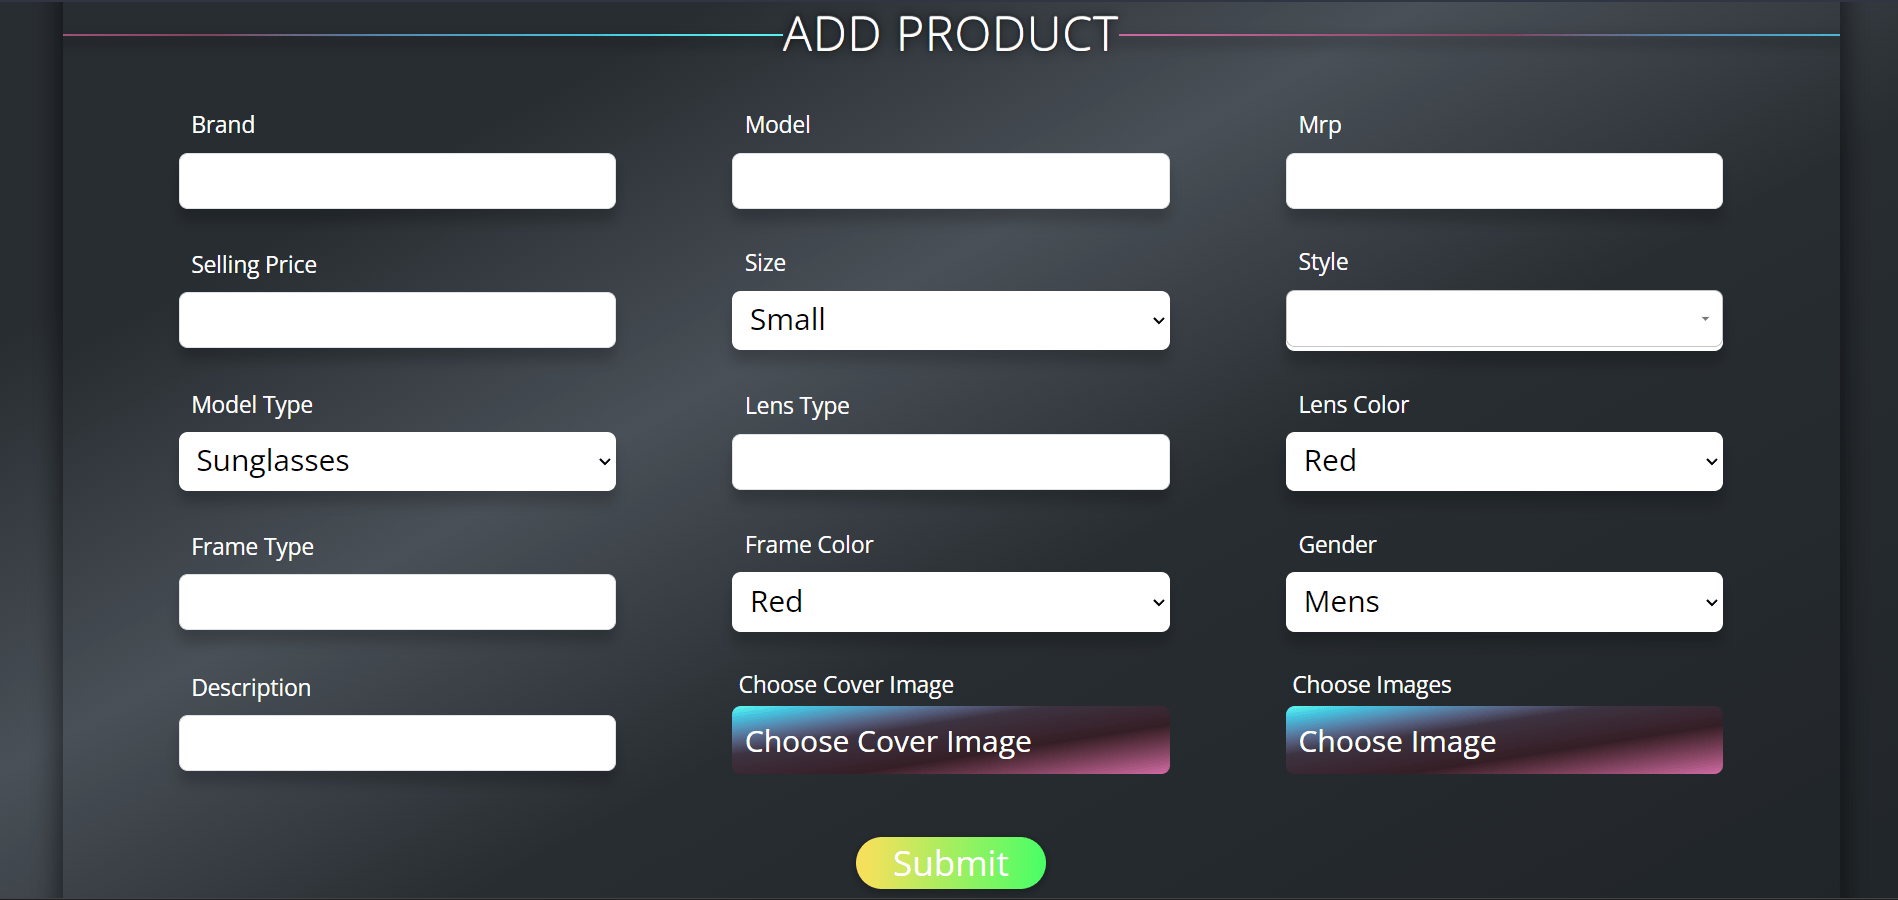 ADD PRODUCT
Brand
Model
Mrp
Selling Price
Size
Style
Small
Model Type
Lens Type
Lens Color
Sunglasses
Red
Frame Type
Frame Color
Gender
Red
Mens
Description
Choose Cover Image
Choose Images
Choose Cover Image
Choose Image
Submit